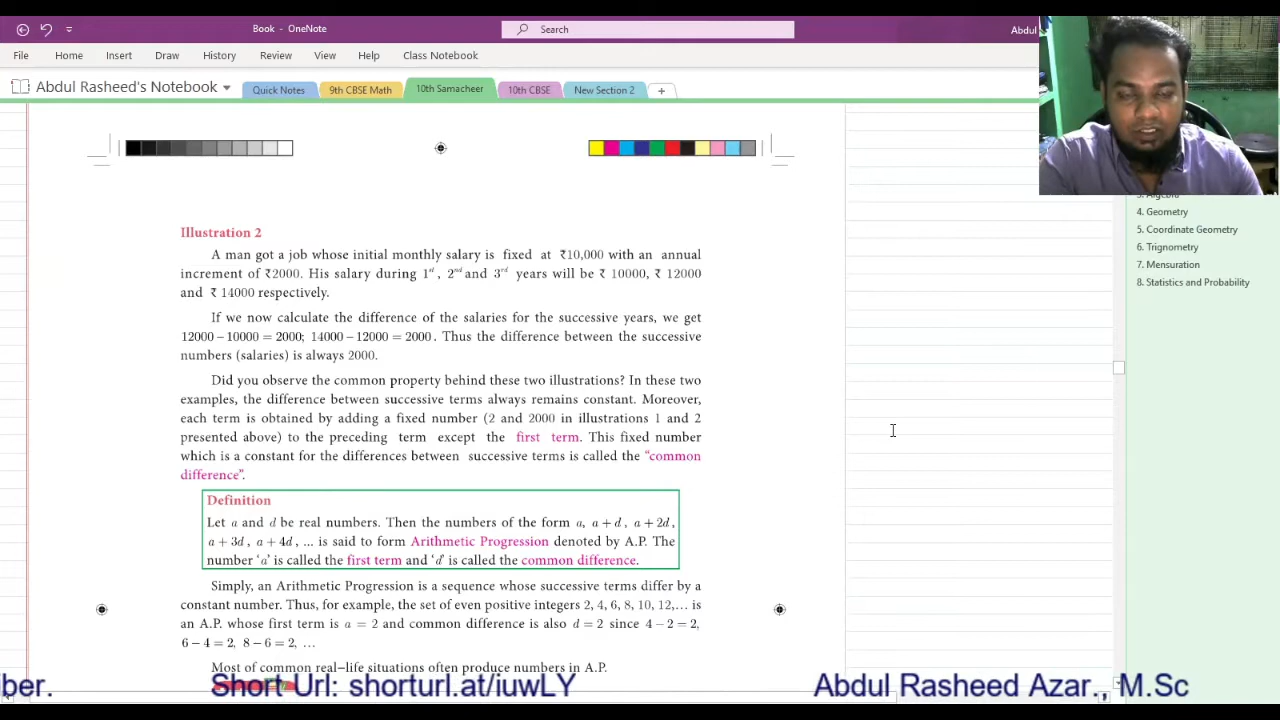 Book - OneNote
Search
Abdul
File Home Insert Draw History Review View Help Class Notebook
Abdul Rasheed's Notebook
Quick Notes
9th CBSE Math
10th Samacheer
10th CBSE
New Section 2
+
4. Geometry
5. Coordinate Geometry
6. Trignometry
7. Mensuration
8. Statistics and Probability
Illustration 2
A man got a job whose initial monthly salary is fixed at ₹10,000 with an annual
increment of ₹2000. His salary during 1st, 2nd and 3rd years will be ₹ 10000, ₹ 12000
and ₹ 14000 respectively.
If we now calculate the difference of the salaries for the successive years, we get
12000 – 10000 = 2000; 14000 – 12000 = 2000. Thus the difference between the successive
numbers (salaries) is always 2000.
Did you observe the common property behind these two illustrations? In these two
examples, the difference between successive terms always remains constant. Moreover,
each term is obtained by adding a fixed number (2 and 2000 in illustrations 1 and 2
presented above) to the preceding term except the first term. This fixed number
which is a constant for the differences between successive terms is called the “common
difference”.
Definition
Let a and d be real numbers. Then the numbers of the form a, a + d, a + 2d,
a + 3d, a + 4d, ... is said to form Arithmetic Progression denoted by A.P. The
number ‘a’ is called the first term and ‘d’ is called the common difference.
Simply, an Arithmetic Progression is a sequence whose successive terms differ by a
constant number. Thus, for example, the set of even positive integers 2, 4, 6, 8, 10, 12,... is
an A.P. whose first term is a = 2 and common difference is also d = 2 since 4 – 2 = 2,
6 – 4 = 2, 8 – 6 = 2, ...
Most of common real–life situations often produce numbers in A.P.
iber. Short Url: shorturl.at/iuwLY Abdul Rasheed Azar., M.Sc